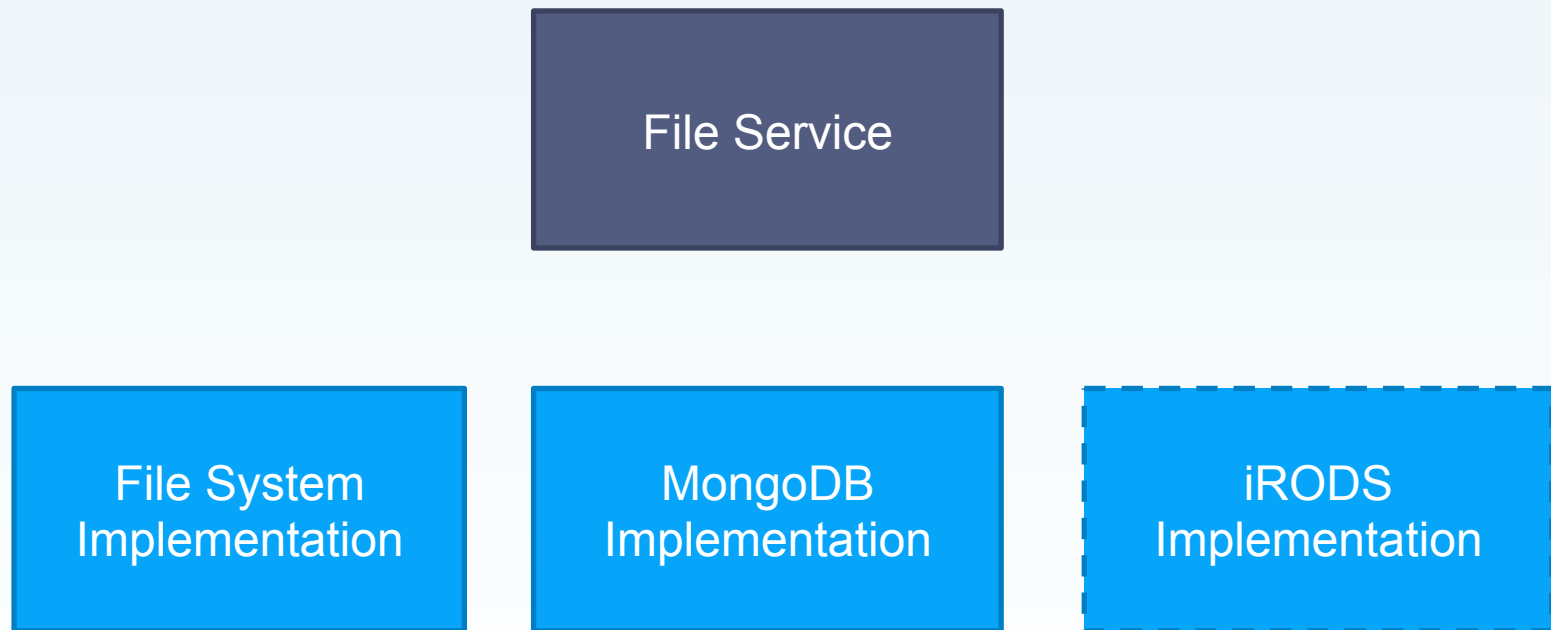 File Service
File System
Implementation
MongoDB
Implementation
iRODS
Implementation